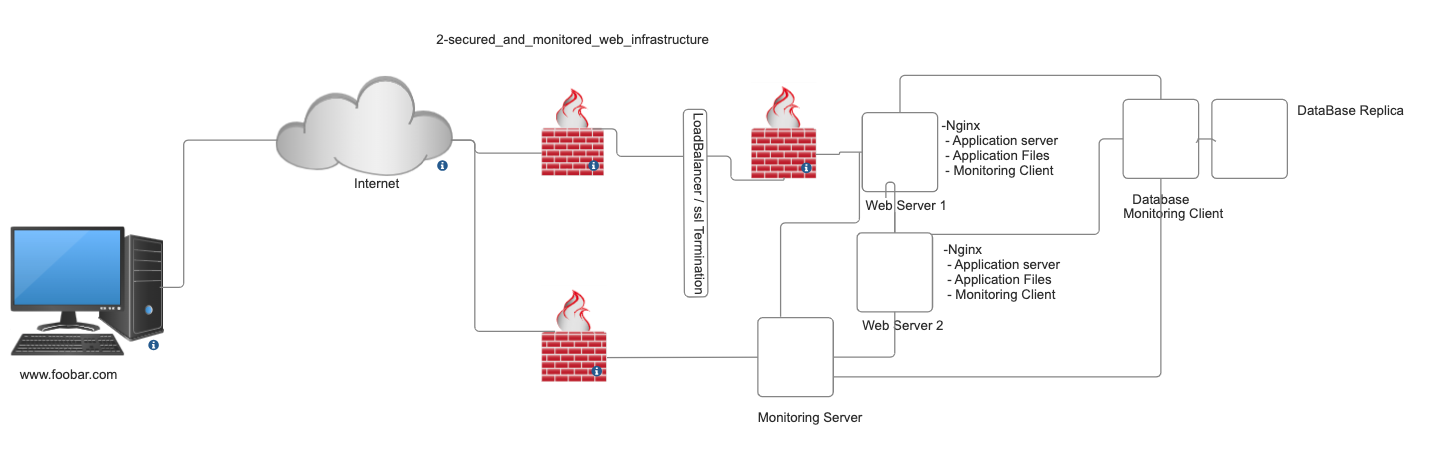 2-secured_and_monitored_web_infrastructure
Internet
www.foobar.com
LoadBalancer / ssl Termination
-Nginx
- Application server
- Application Files
- Monitoring Client
Web Server 1
-Nginx
- Application server
- Application Files
- Monitoring Client
Web Server 2
Monitoring Server
Database
Monitoring Client
DataBase Replica